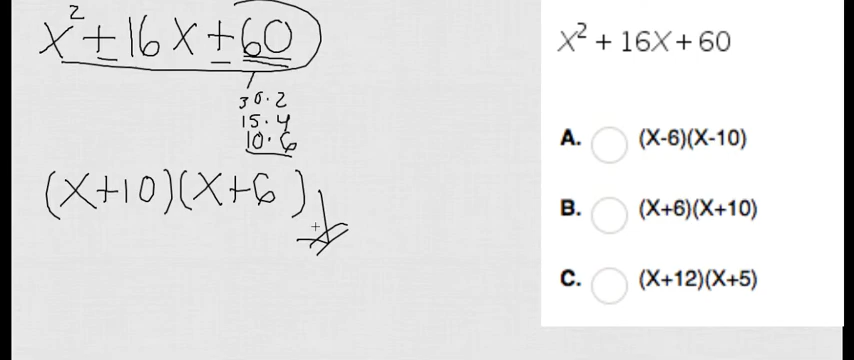 x² + 16x + 60
30·2
15·4
10·6
(x+10)(x+6)
x² + 16x + 60
A. (X-6)(X-10)
B. (X+6)(X+10)
C. (X+12)(X+5)